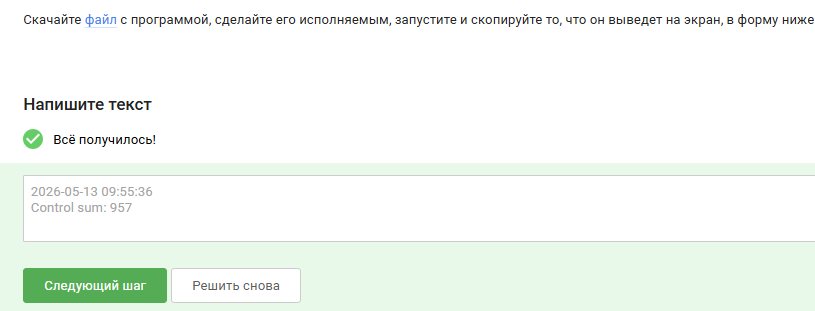 Скачайте файл с программой, сделайте его исполняемым, запустите и скопируйте то, что он выведет на экран, в форму ниже
Напишите текст
Всё получилось!
2026-05-13 09:55:36
Control sum: 957
Следующий шаг Решить снова